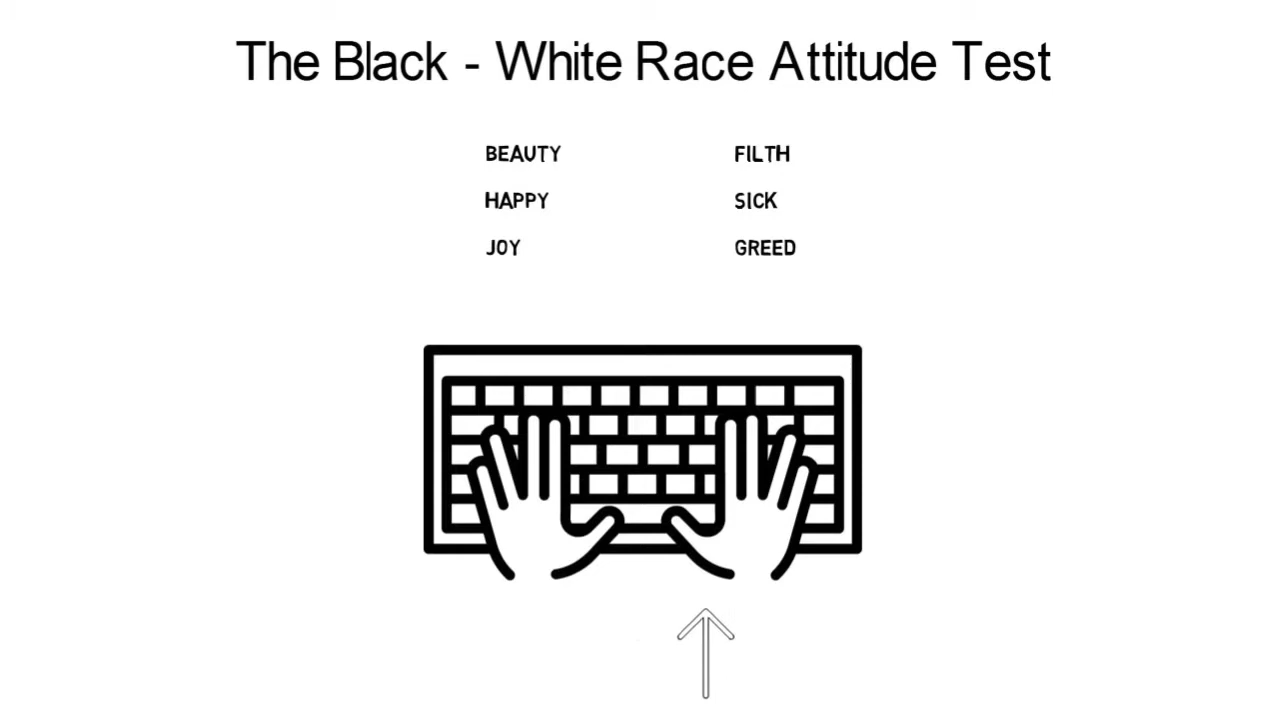 The Black - White Race Attitude Test
BEAUTY FILTH
HAPPY SICK
JOY GREED